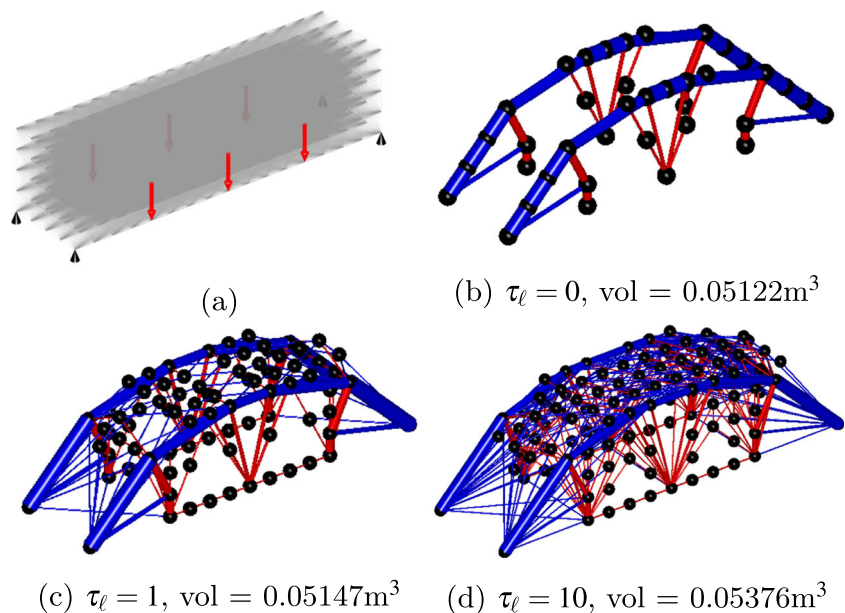 (a)
(b) τℓ = 0, vol = 0.05122m³
(c) τℓ = 1, vol = 0.05147m³
(d) τℓ = 10, vol = 0.05376m³